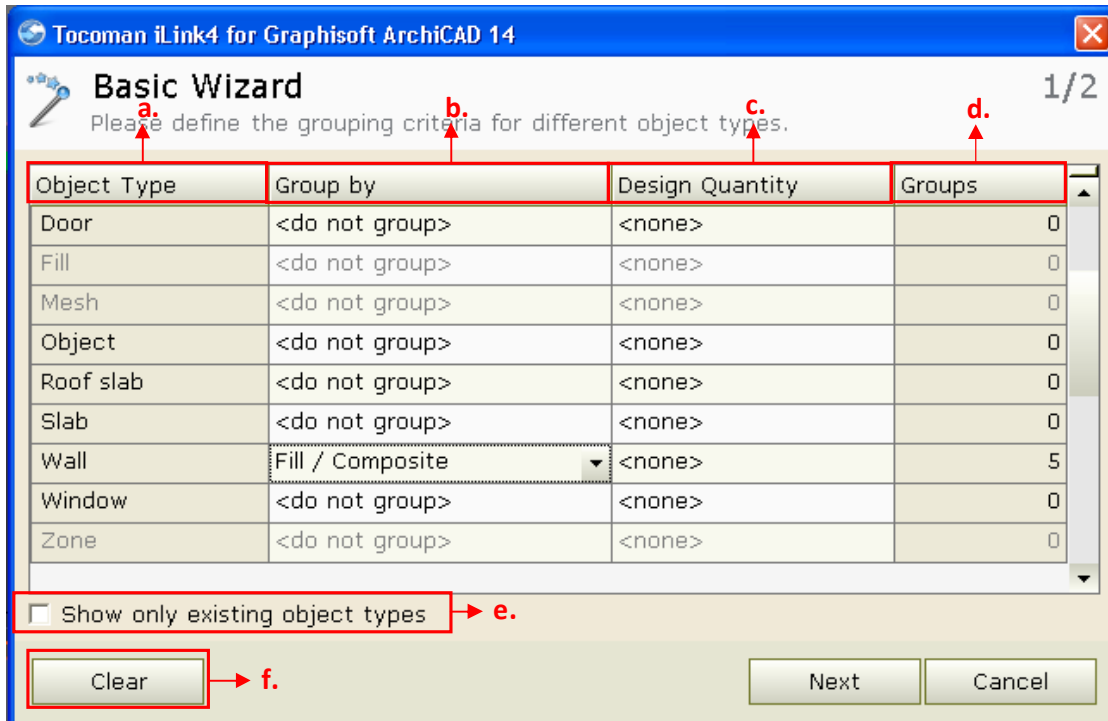 Tocoman iLink4 for Graphisoft ArchiCAD 14
Basic Wizard 1/2
a. b. c. d.
Please define the grouping criteria for different object types.
Object Type Group by Design Quantity Groups
Door <do not group> <none> 0
Fill <do not group> <none> 0
Mesh <do not group> <none> 0
Object <do not group> <none> 0
Roof slab <do not group> <none> 0
Slab <do not group> <none> 0
Wall Fill / Composite <none> 5
Window <do not group> <none> 0
Zone <do not group> <none> 0
Show only existing object types e.
Clear f. Next Cancel